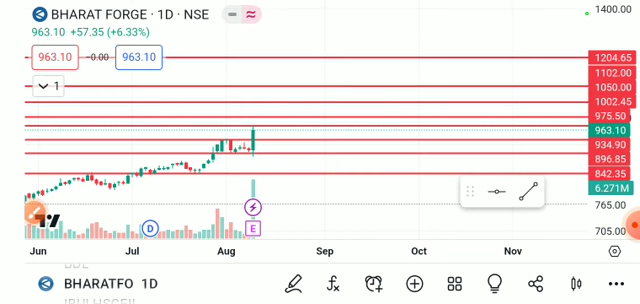 BHARAT FORGE · 1D · NSE
963.10 +57.35 (+6.33%)
963.10 −0.00 963.10
1
1400.00
1204.65
1102.00
1050.00
1002.45
975.50
963.10
934.90
896.85
842.35
6.271M
765.00
705.00
D
E
Jun Jul Aug Sep Oct Nov
BHARATFO 1D